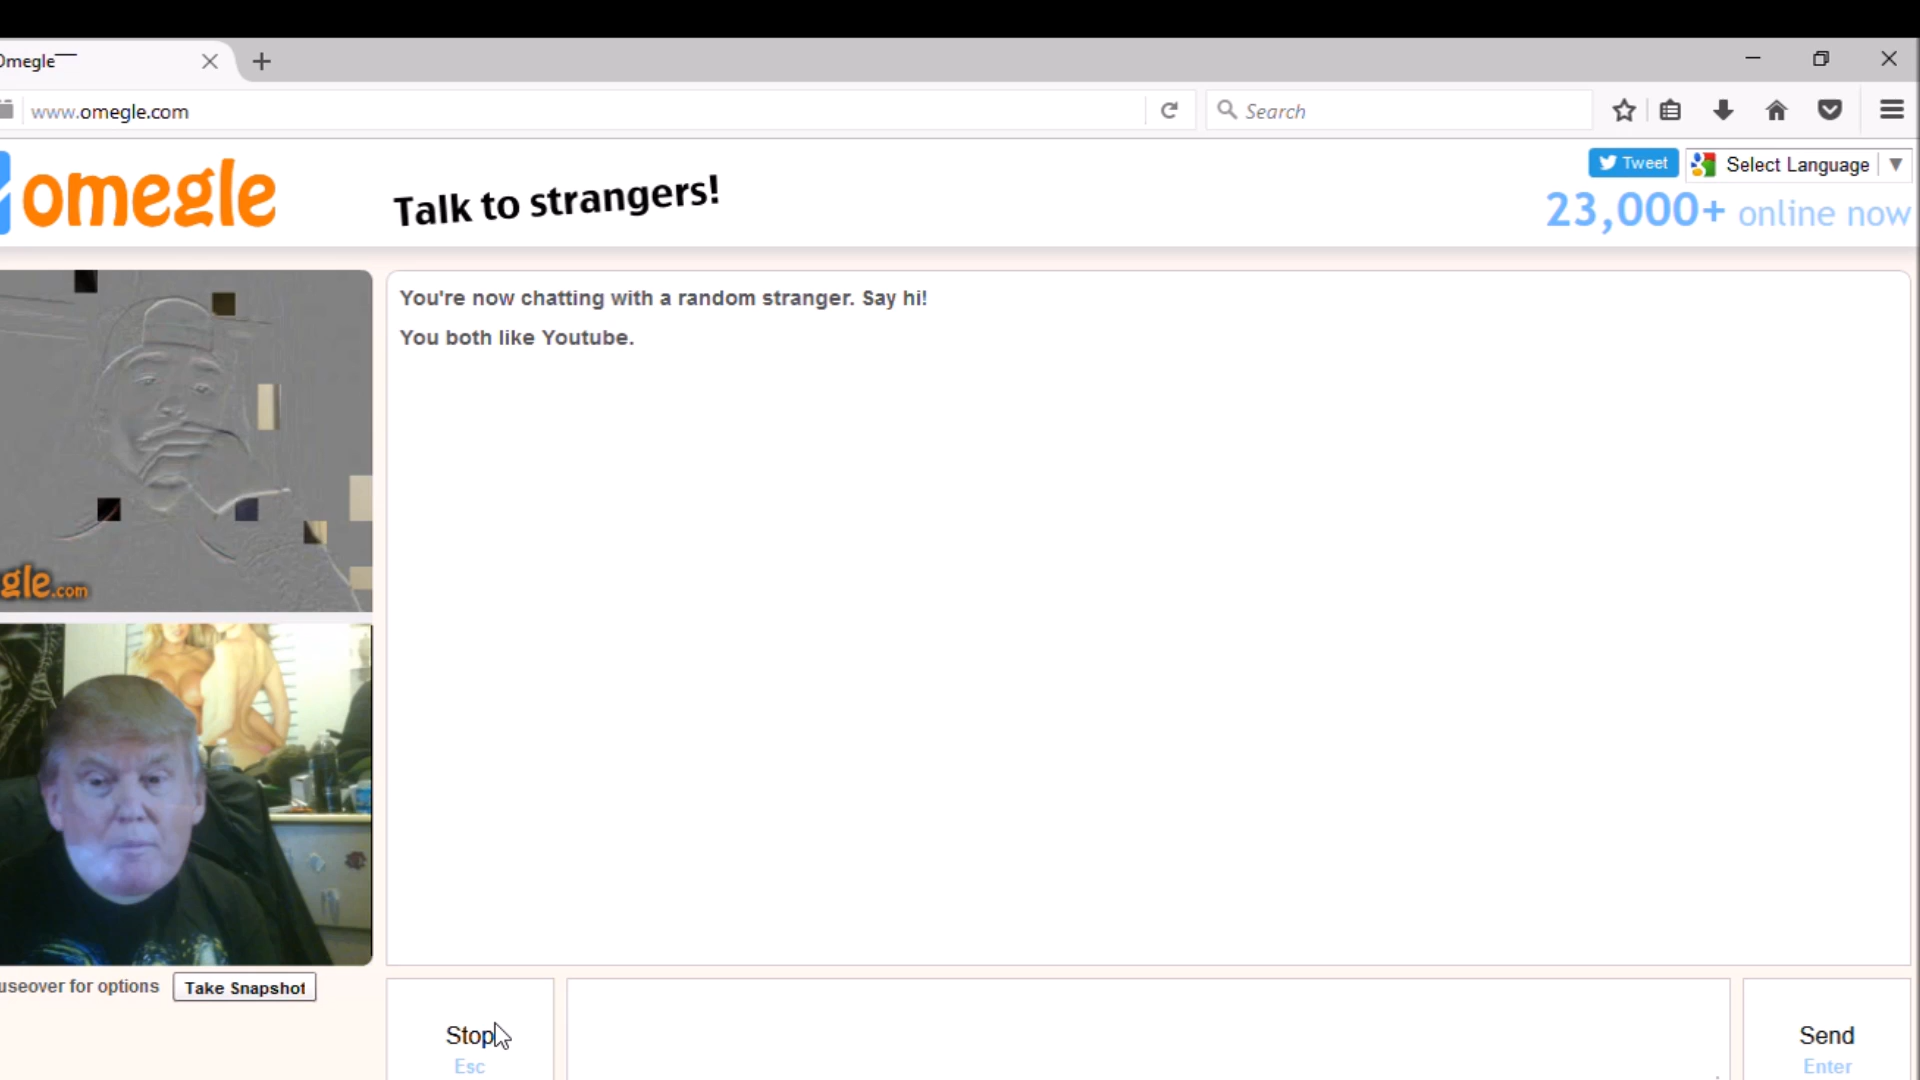 Omegle
www.omegle.com
Search
omegle
Talk to strangers!
Tweet
Select Language
23,000+ online now
You're now chatting with a random stranger. Say hi!
You both like Youtube.
gle.com
useover for options
Take Snapshot
Stop
Esc
Send
Enter